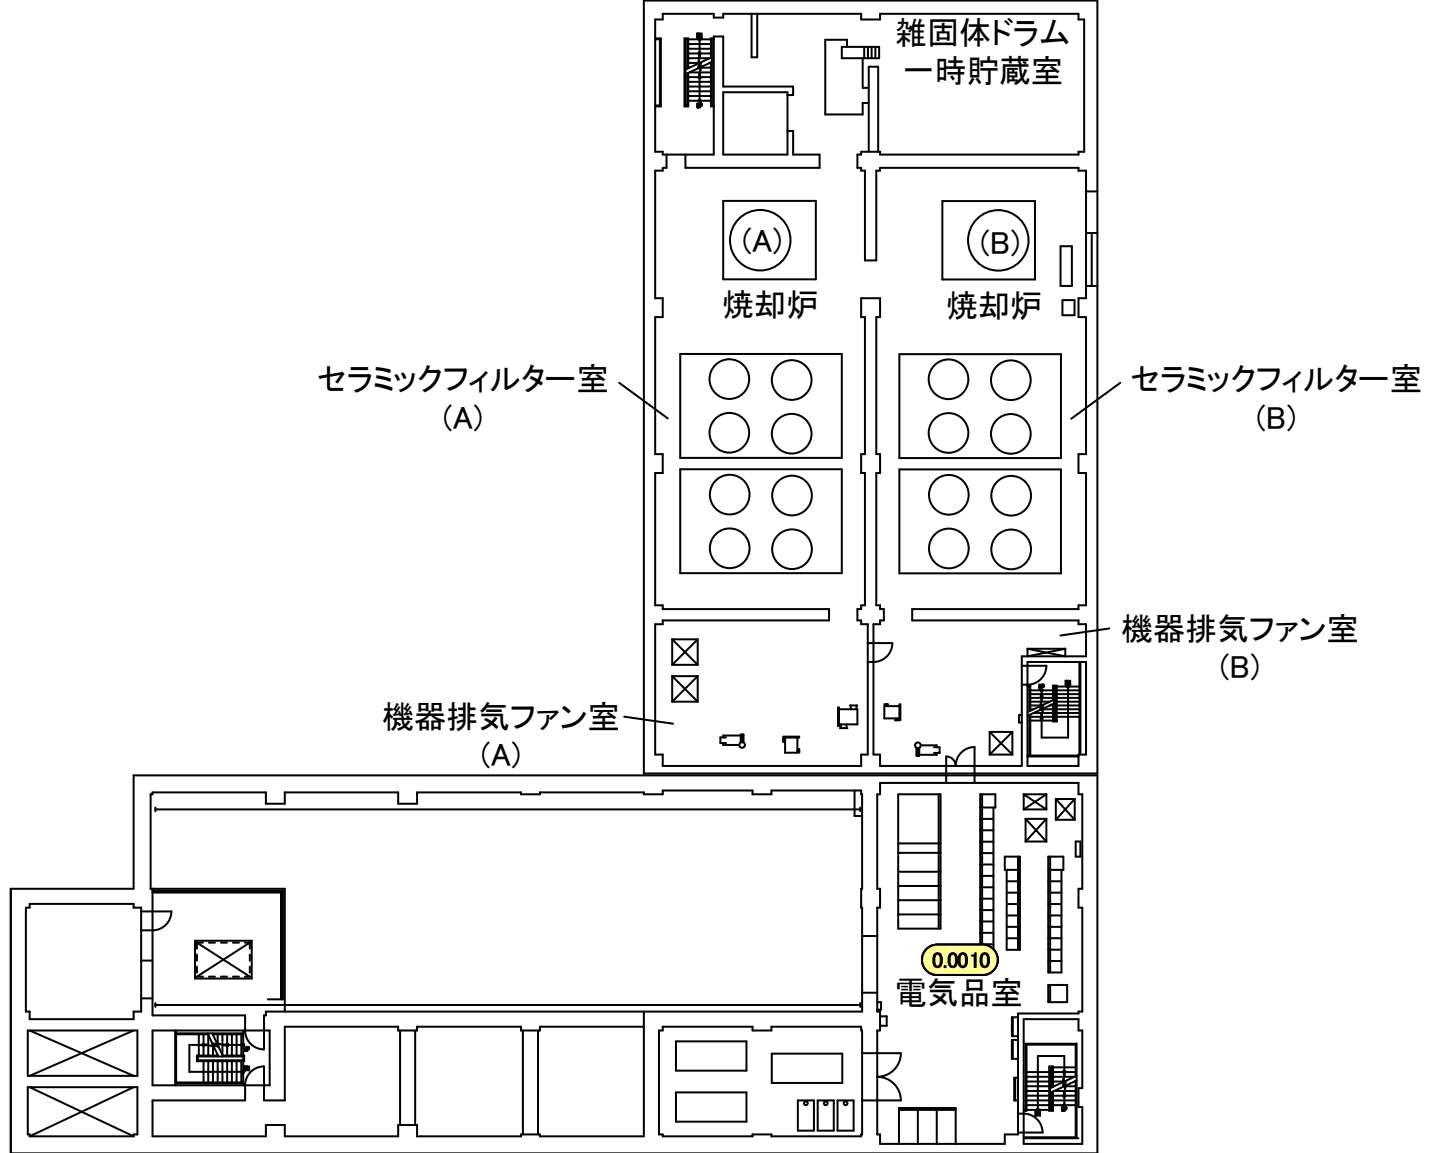 雑固体ドラム
一時貯蔵室
(A)
(B)
焼却炉
焼却炉
セラミックフィルター室
(A)
セラミックフィルター室
(B)
機器排気ファン室
(B)
機器排気ファン室
(A)
0.0010
電気品室